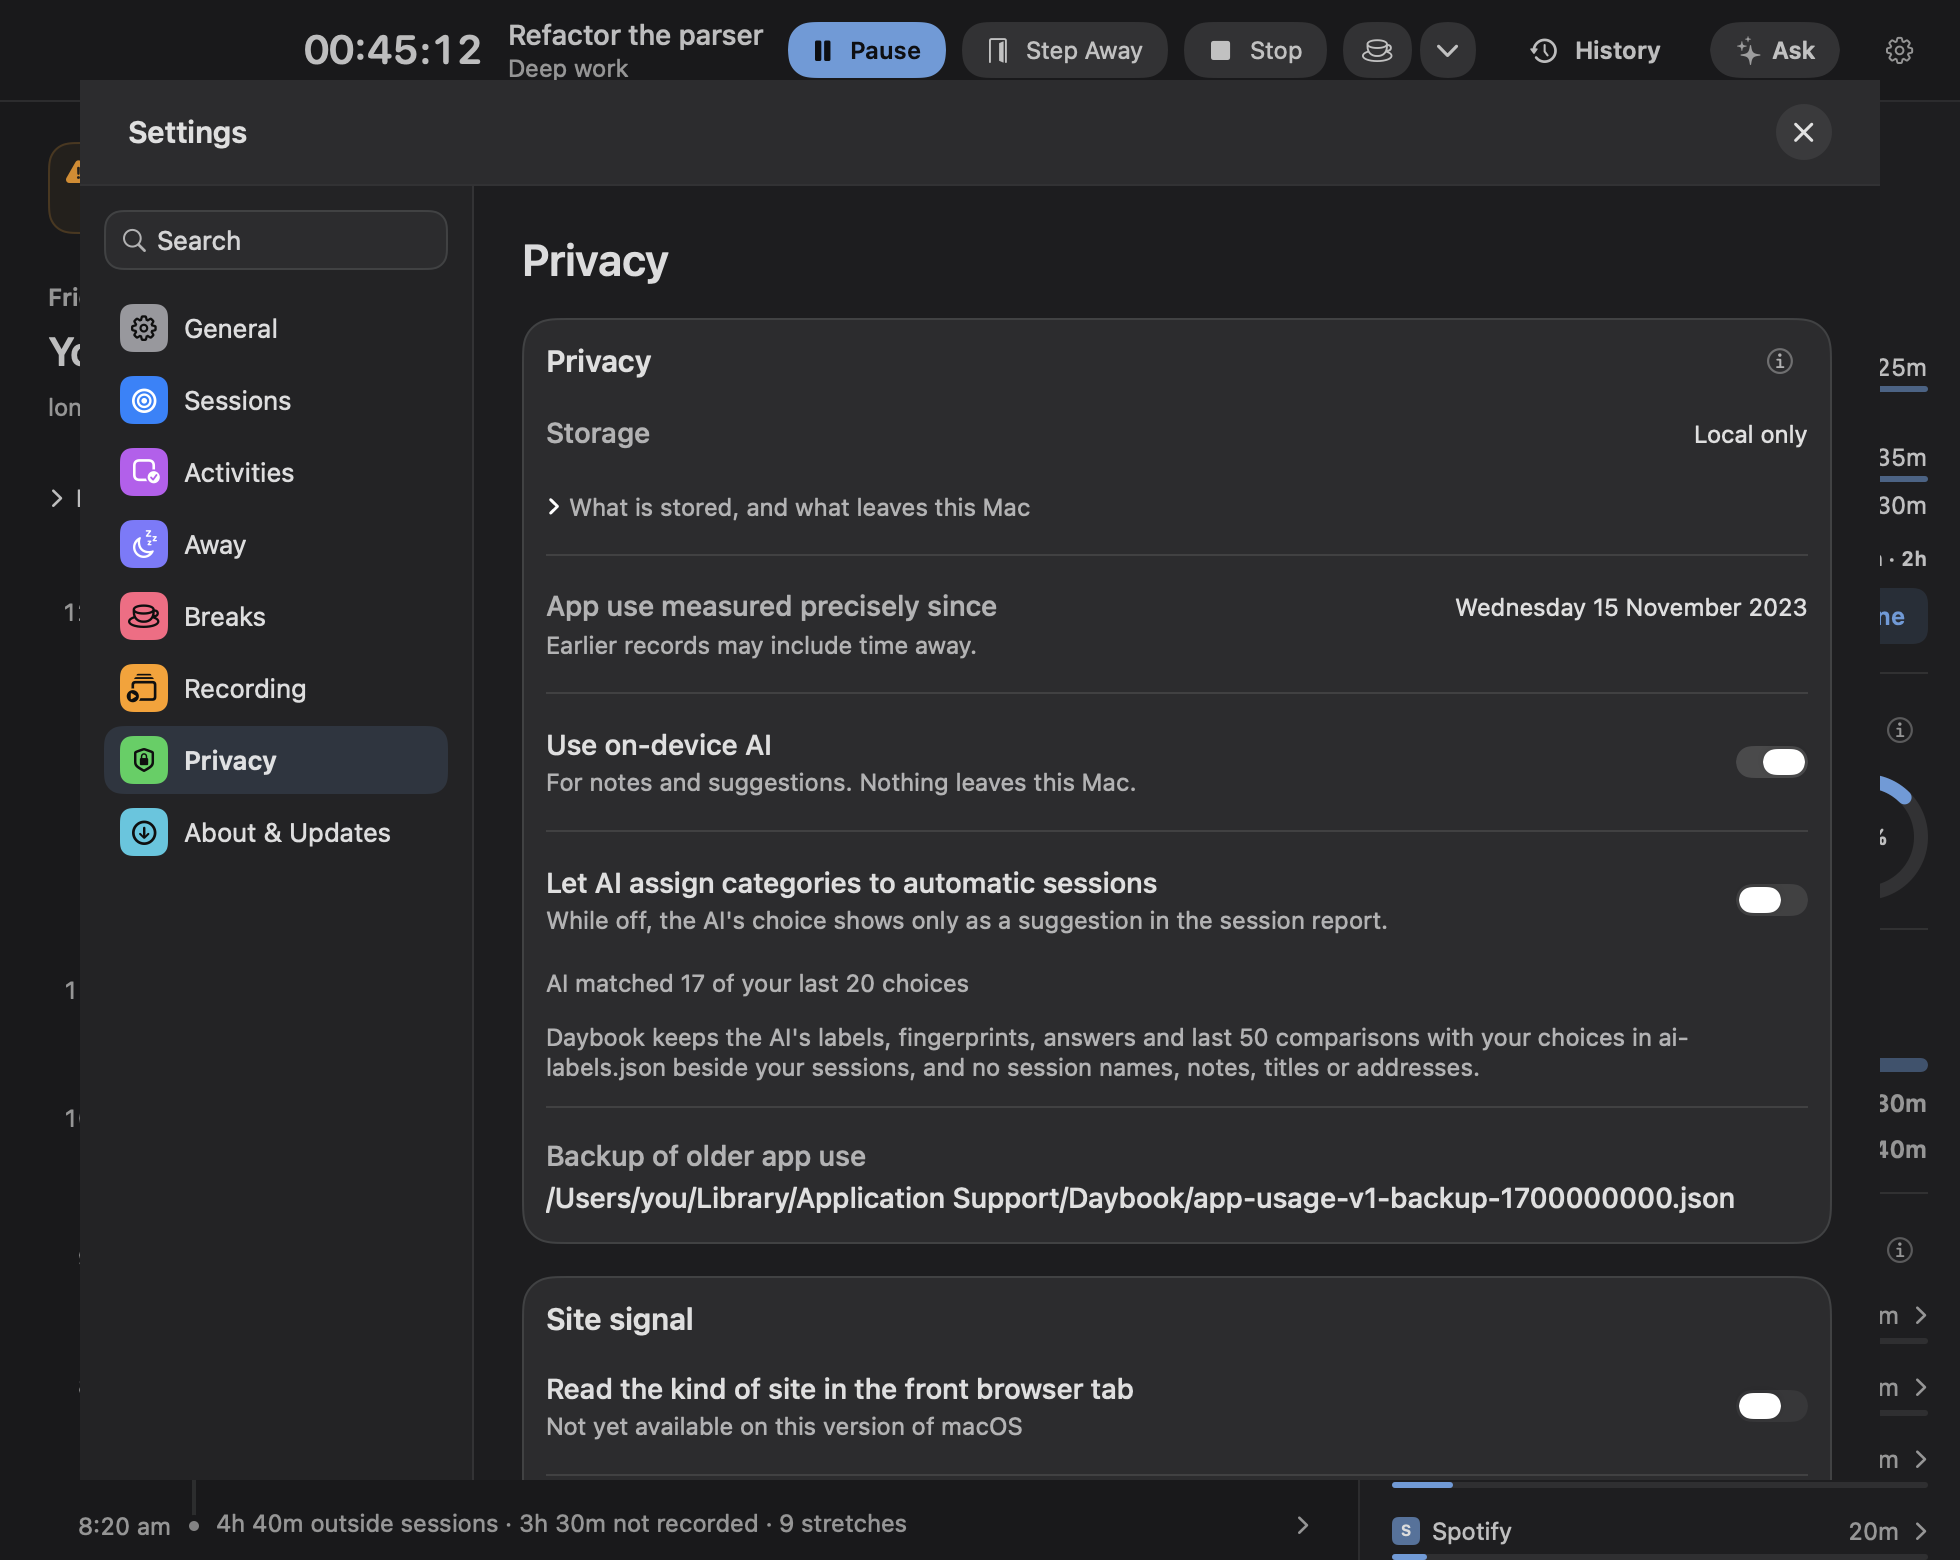 00:45:12
Refactor the parser
Deep work
Pause
Step Away
Stop
History
Ask
Settings
Search
General
Sessions
Activities
Away
Breaks
Recording
Privacy
About & Updates
Privacy
Privacy
Storage
Local only
What is stored, and what leaves this Mac
App use measured precisely since
Wednesday 15 November 2023
Earlier records may include time away.
Use on-device AI
For notes and suggestions. Nothing leaves this Mac.
Let AI assign categories to automatic sessions
While off, the AI's choice shows only as a suggestion in the session report.
AI matched 17 of your last 20 choices
Daybook keeps the AI's labels, fingerprints, answers and last 50 comparisons with your choices in ai-
labels.json beside your sessions, and no session names, notes, titles or addresses.
Backup of older app use
/Users/you/Library/Application Support/Daybook/app-usage-v1-backup-1700000000.json
Site signal
Read the kind of site in the front browser tab
Not yet available on this version of macOS
25m
35m
30m
· 2h
30m
40m
8:20 am
4h 40m outside sessions · 3h 30m not recorded · 9 stretches
S
Spotify
20m